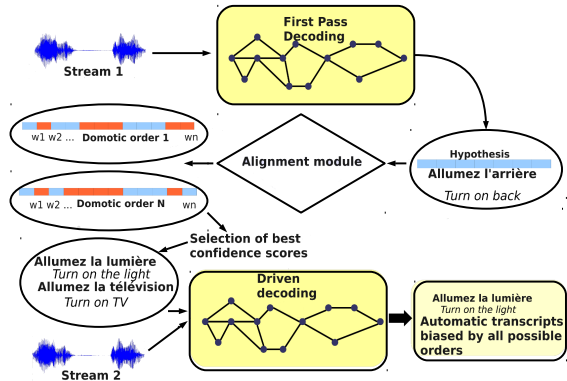 First Pass
Decoding
Stream 1
w1 w2 ... Domotic order 1 wn
Alignment module
Hypothesis
Allumez l'arrière
Turn on back
w1 w2 ... Domotic order N wn
Selection of best
confidence scores
Allumez la lumière
Turn on the light
Allumez la télévision
Turn on TV
Driven
decoding
Allumez la lumière
Turn on the light
Automatic transcripts
biased by all possible
orders
Stream 2